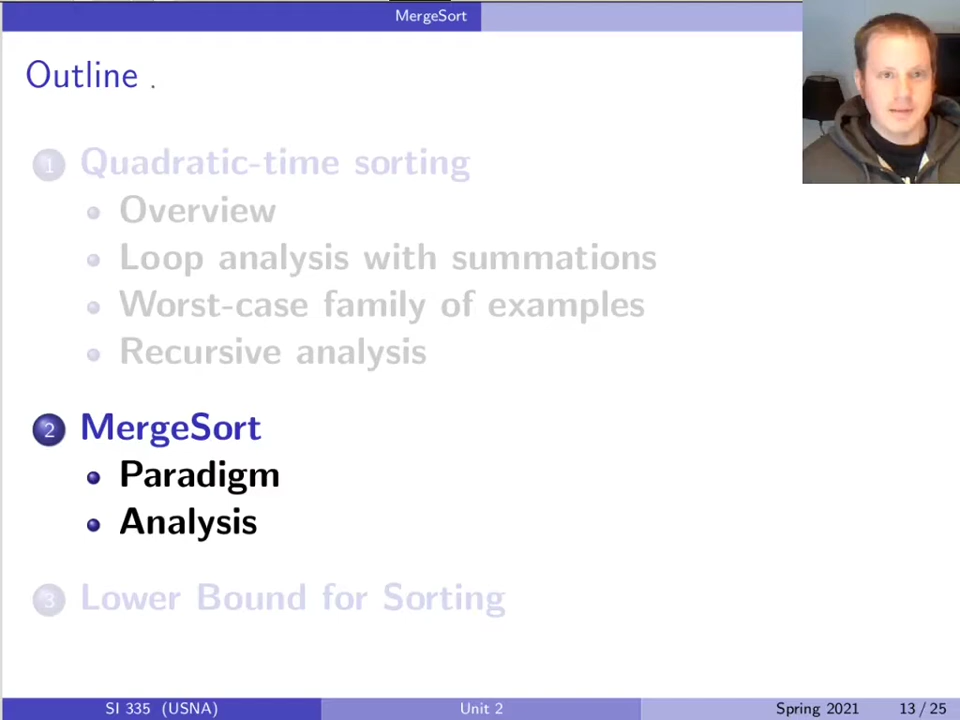 MergeSort
Outline .
1 Quadratic-time sorting
Overview
Loop analysis with summations
Worst-case family of examples
Recursive analysis
2 MergeSort
Paradigm
Analysis
3 Lower Bound for Sorting
SI 335 (USNA) Unit 2 Spring 2021 13 / 25